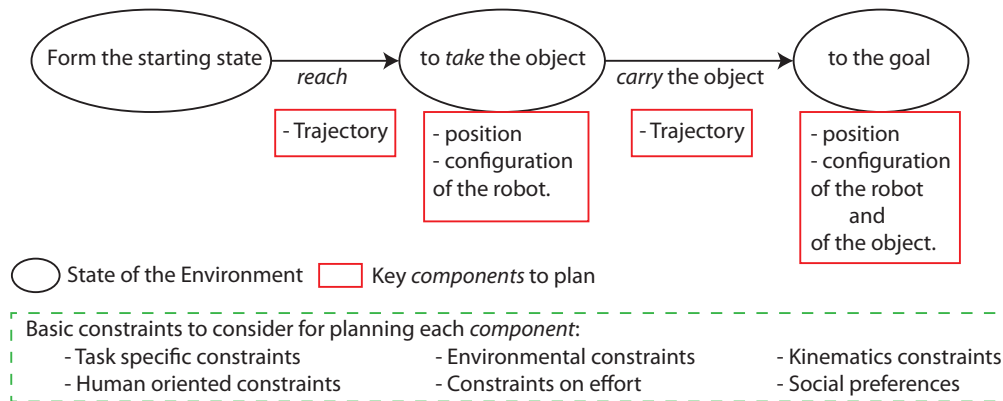 Form the starting state
reach
to take the object
carry the object
to the goal
- Trajectory
- position
- configuration
of the robot.
- Trajectory
- position
- configuration
of the robot
and
of the object.
State of the Environment
Key components to plan
Basic constraints to consider for planning each component:
- Task specific constraints
- Environmental constraints
- Kinematics constraints
- Human oriented constraints
- Constraints on effort
- Social preferences